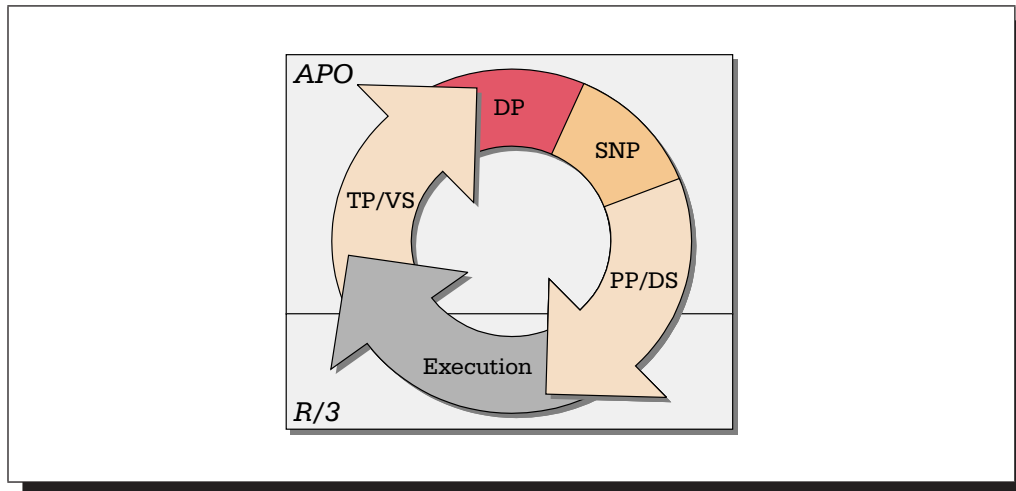 APO
DP
SNP
TP/VS
PP/DS
Execution
R/3